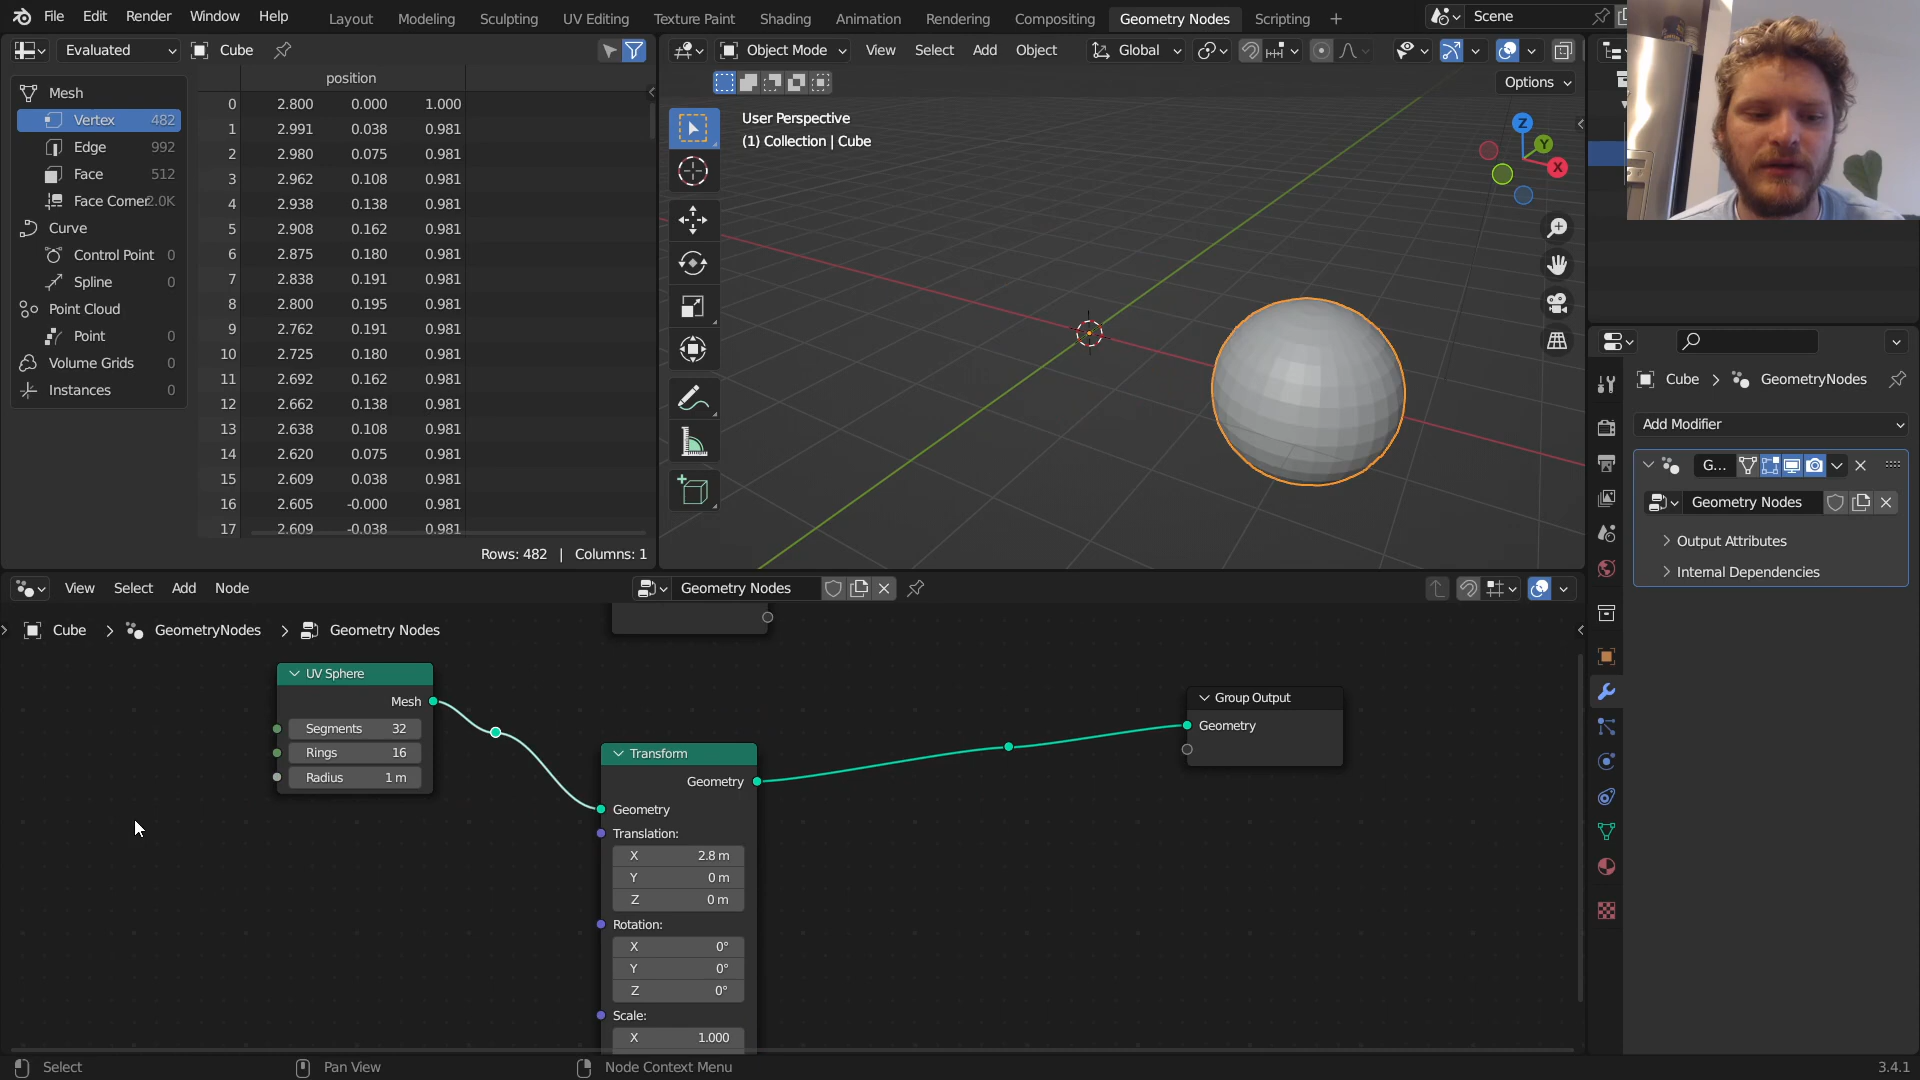 File Edit Render Window Help
Layout Modeling Sculpting UV Editing Texture Paint Shading Animation Rendering Compositing Geometry Nodes Scripting +
Scene
Evaluated Cube
position
Mesh
Vertex 482
Edge 992
Face 512
Face Corner 2.0K
Curve
Control Point 0
Spline 0
Point Cloud
Point 0
Volume Grids 0
Instances 0
0 2.800 0.000 1.000
1 2.991 0.038 0.981
2 2.980 0.075 0.981
3 2.962 0.108 0.981
4 2.938 0.138 0.981
5 2.908 0.162 0.981
6 2.875 0.180 0.981
7 2.838 0.191 0.981
8 2.800 0.195 0.981
9 2.762 0.191 0.981
10 2.725 0.180 0.981
11 2.692 0.162 0.981
12 2.662 0.138 0.981
13 2.638 0.108 0.981
14 2.620 0.075 0.981
15 2.609 0.038 0.981
16 2.605 -0.000 0.981
17 2.609 -0.038 0.981
Rows: 482 | Columns: 1
Object Mode View Select Add Object Global
Options
User Perspective
(1) Collection | Cube
Z
Y
X
Cube > GeometryNodes
Add Modifier
G...
Geometry Nodes
> Output Attributes
> Internal Dependencies
View Select Add Node
Geometry Nodes
Cube > GeometryNodes > Geometry Nodes
UV Sphere
Mesh
Segments 32
Rings 16
Radius 1 m
Transform
Geometry
Geometry
Translation:
X 2.8 m
Y 0 m
Z 0 m
Rotation:
X 0°
Y 0°
Z 0°
Scale:
X 1.000
Group Output
Geometry
Select
Pan View
Node Context Menu
3.4.1